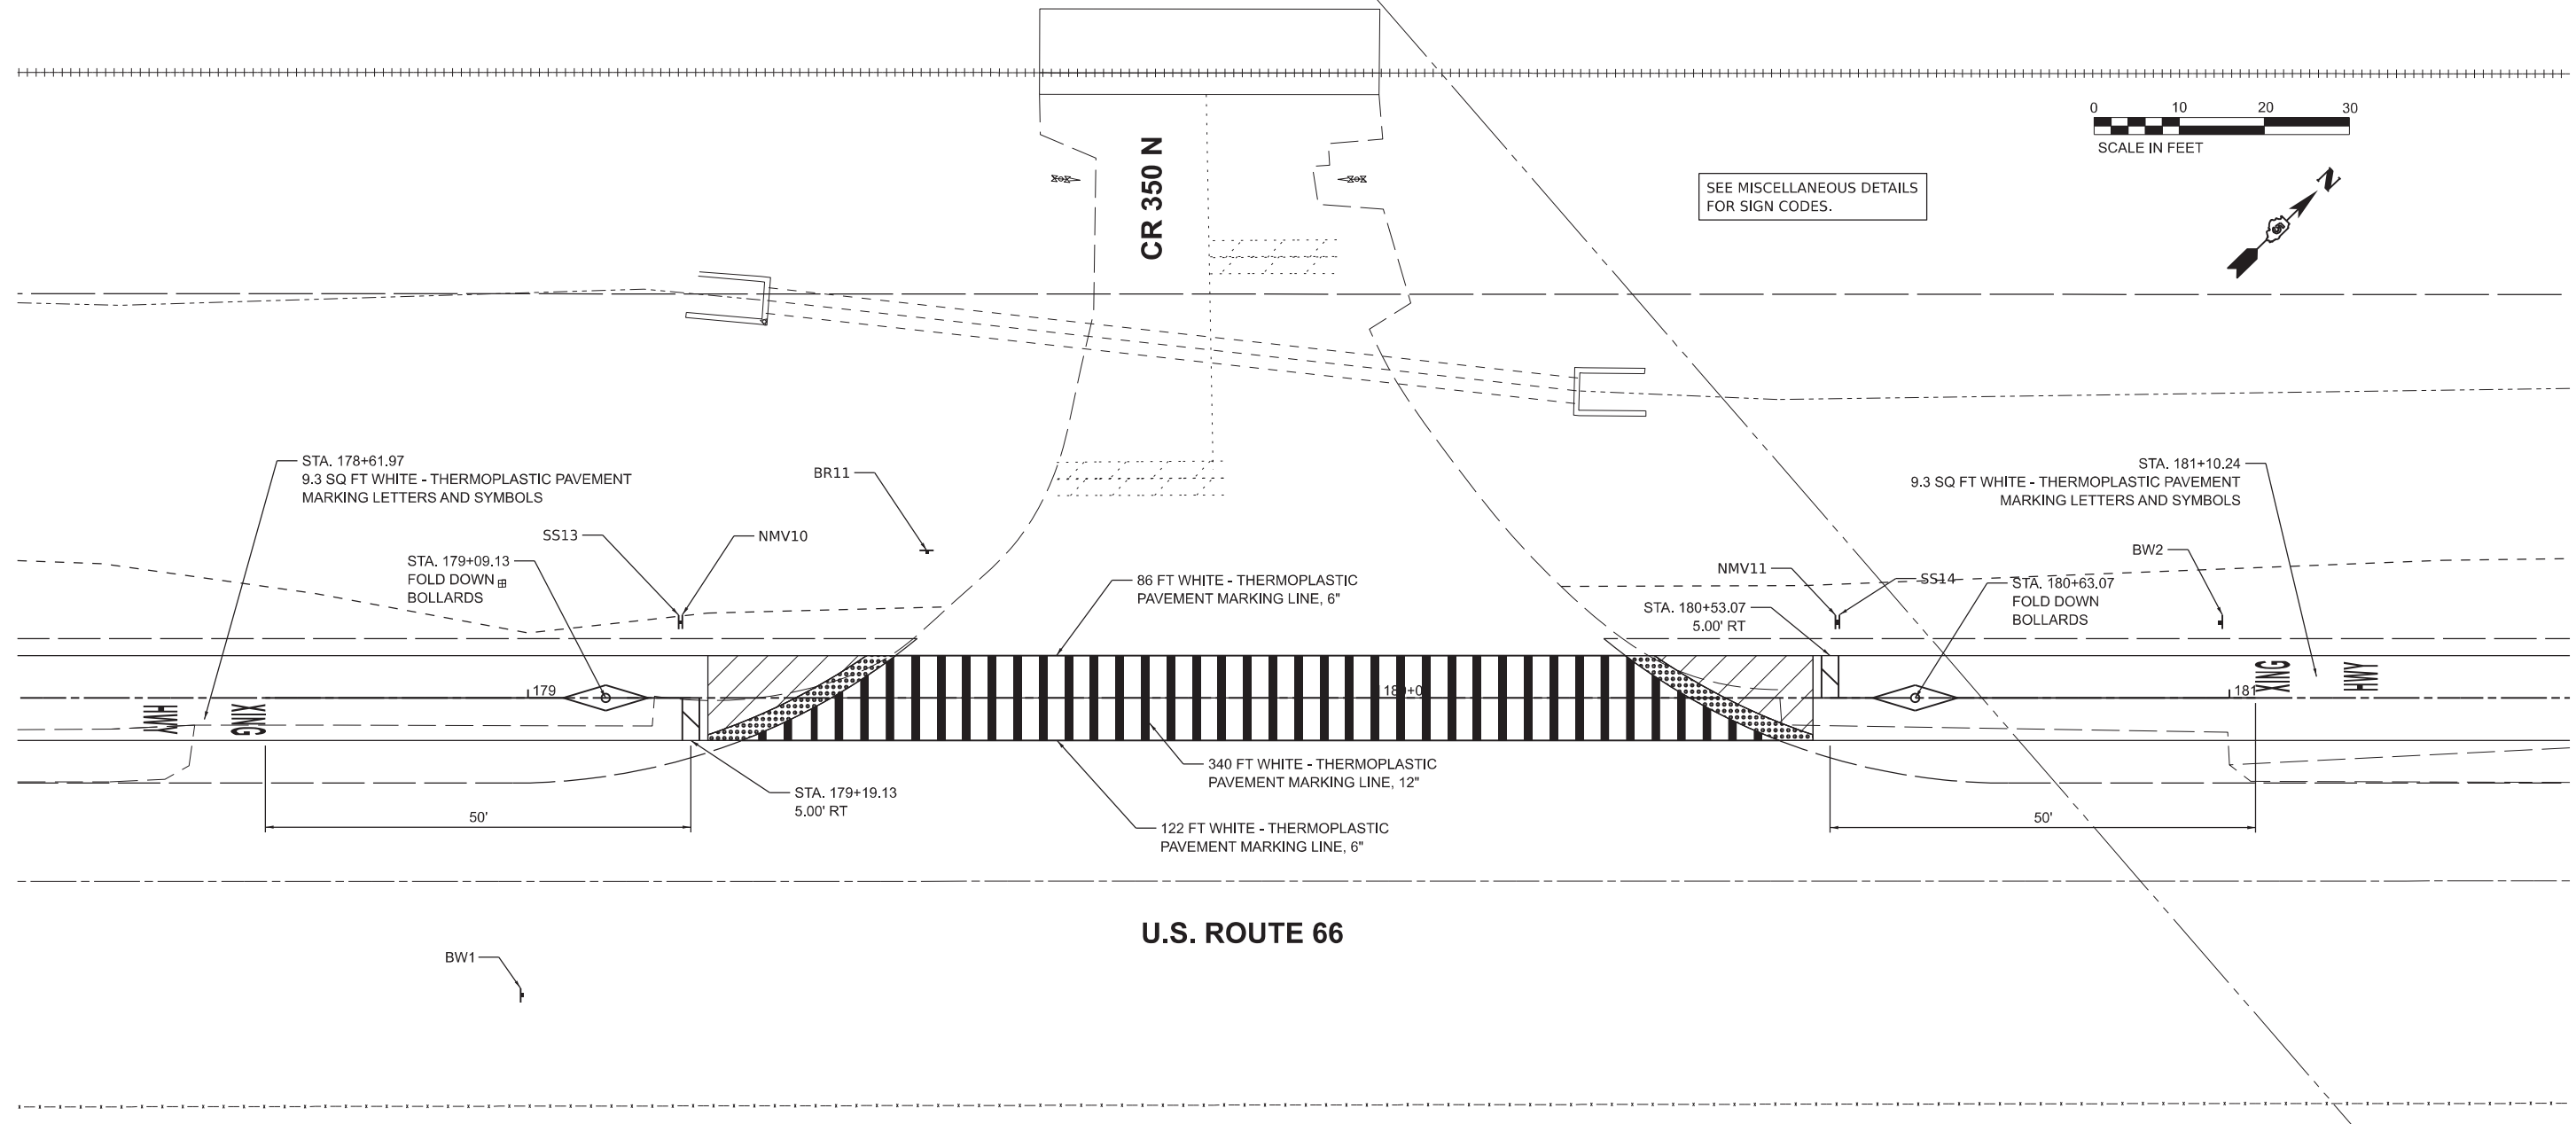 CR 350 N
0 10 20 30
SCALE IN FEET
N
SEE MISCELLANEOUS DETAILS
FOR SIGN CODES.
STA. 178+61.97
9.3 SQ FT WHITE - THERMOPLASTIC PAVEMENT
MARKING LETTERS AND SYMBOLS
BR11
STA. 181+10.24
9.3 SQ FT WHITE - THERMOPLASTIC PAVEMENT
MARKING LETTERS AND SYMBOLS
SS13
NMV10
STA. 179+09.13
FOLD DOWN
BOLLARDS
86 FT WHITE - THERMOPLASTIC
PAVEMENT MARKING LINE, 6"
BW2
NMV11
SS14
STA. 180+63.07
FOLD DOWN
BOLLARDS
STA. 180+53.07
5.00' RT
179
181
HWY
XING
XING
HWY
340 FT WHITE - THERMOPLASTIC
PAVEMENT MARKING LINE, 12"
STA. 179+19.13
5.00' RT
50'
50'
122 FT WHITE - THERMOPLASTIC
PAVEMENT MARKING LINE, 6"
U.S. ROUTE 66
BW1